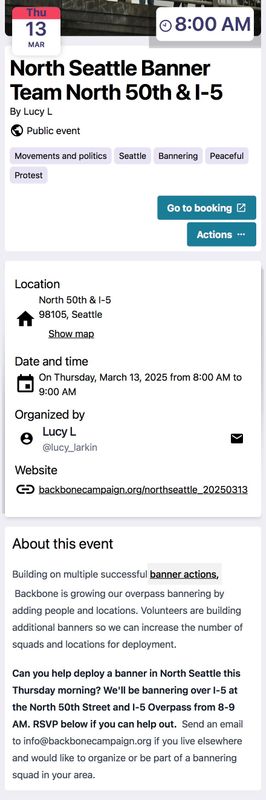 Thu
13
MAR
8:00 AM
North Seattle Banner
Team North 50th & I-5
By Lucy L
Public event
Movements and politics Seattle Bannering Peaceful
Protest
Go to booking
Actions ···
Location
North 50th & I-5
98105, Seattle
Show map
Date and time
On Thursday, March 13, 2025 from 8:00 AM to
9:00 AM
Organized by
Lucy L
@lucy_larkin
Website
backbonecampaign.org/northseattle_20250313
About this event
Building on multiple successful banner actions,
Backbone is growing our overpass bannering by
adding people and locations. Volunteers are building
additional banners so we can increase the number of
squads and locations for deployment.
Can you help deploy a banner in North Seattle this
Thursday morning? We'll be bannering over I-5 at
the North 50th Street and I-5 Overpass from 8-9
AM. RSVP below if you can help out. Send an email
to info@backbonecampaign.org if you live elsewhere
and would like to organize or be part of a bannering
squad in your area.